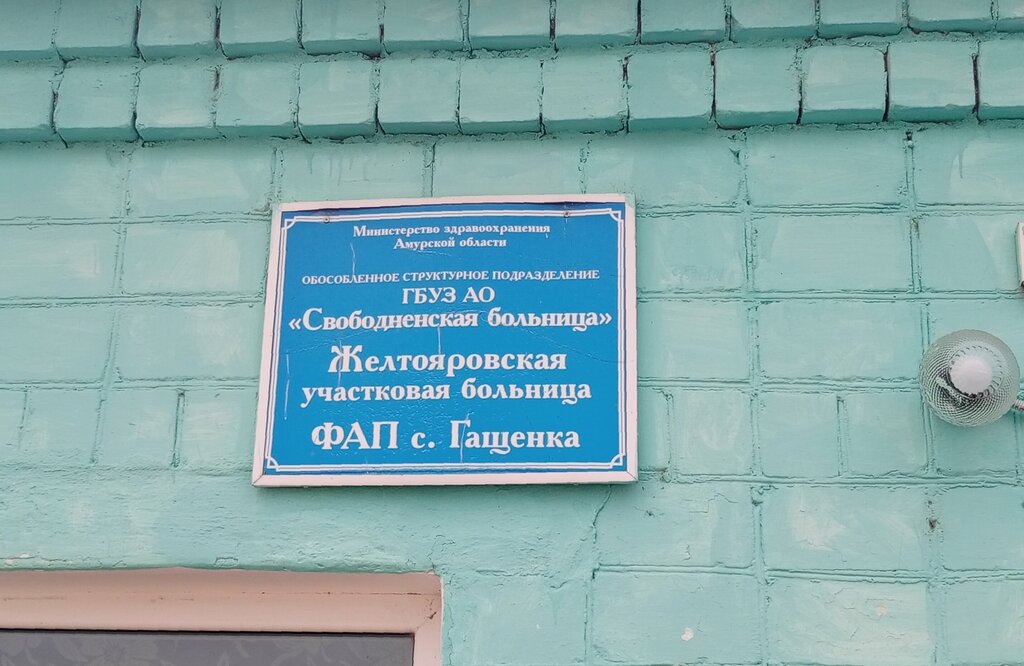 Министерство здравоохранения
Амурской области
ОБОСОБЛЕННОЕ СТРУКТУРНОЕ ПОДРАЗДЕЛЕНИЕ
ГБУЗ АО
«Свободненская больница»
Желтояровская
участковая больница
ФАП с. Гащенка